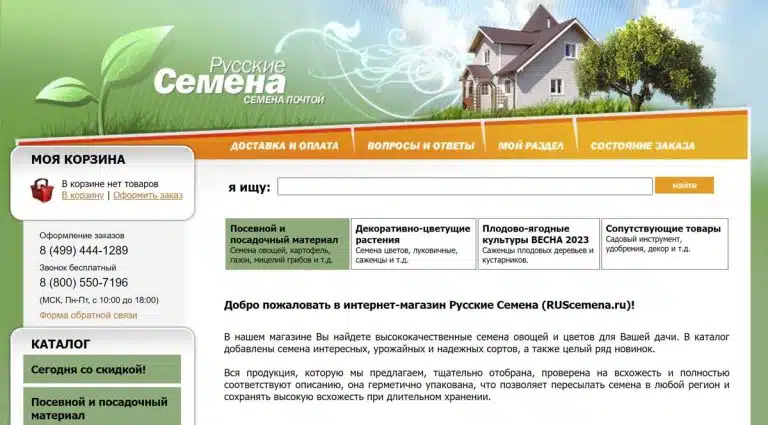 Русские
Семена
СЕМЕНА ПОЧТОЙ
ДОСТАВКА И ОПЛАТА
ВОПРОСЫ И ОТВЕТЫ
МОЙ РАЗДЕЛ
СОСТОЯНИЕ ЗАКАЗА
МОЯ КОРЗИНА
В корзине нет товаров
В корзину | Оформить заказ
Оформление заказов
8 (499) 444-1289
Звонок бесплатный
8 (800) 550-7196
(МСК, Пн-Пт, с 10:00 до 18:00)
Форма обратной связи
КАТАЛОГ
Сегодня со скидкой!
Посевной и посадочный
материал
я ищу:
найти
Посевной и
посадочный материал
Семена овощей, картофель,
газон, мицелий грибов и т.д.
Декоративно-цветущие
растения
Семена цветов, луковичные,
саженцы и т.д.
Плодово-ягодные
культуры ВЕСНА 2023
Саженцы плодовых деревьев и
кустарников.
Сопутствующие товары
Садовый инструмент,
удобрения, декор и т.д.
Добро пожаловать в интернет-магазин Русские Семена (RUScemena.ru)!
В нашем магазине Вы найдете высококачественные семена овощей и цветов для Вашей дачи. В каталог
добавлены семена интересных, урожайных и надежных сортов, а также целый ряд новинок.
Вся продукция, которую мы предлагаем, тщательно отобрана, проверена на всхожесть и полностью
соответствуют описанию, она герметично упакована, что позволяет пересылать семена в любой регион и
сохранять высокую всхожесть при длительном хранении.